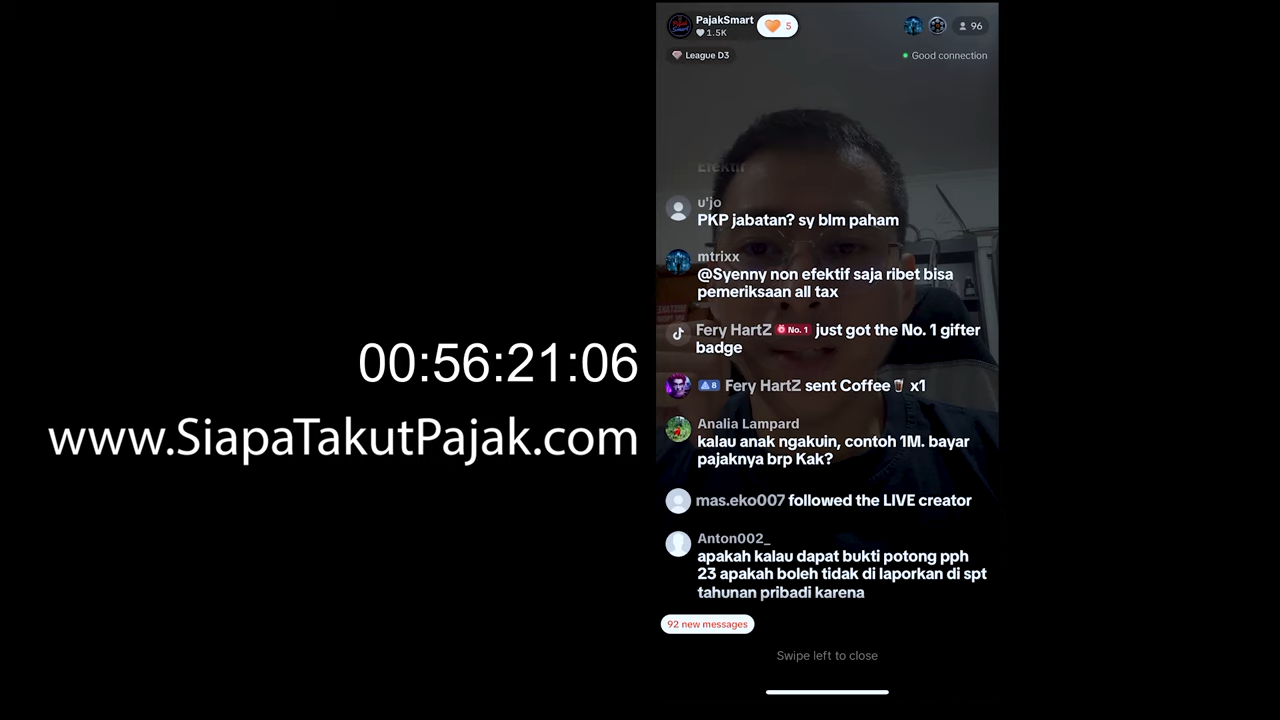 PajakSmart
1.5K
5
96
League D3
Good connection
00:56:21:06
www.SiapaTakutPajak.com
Efektif
u'jo
PKP jabatan? sy blm paham
mtrixx
@Syenny non efektif saja ribet bisa
pemeriksaan all tax
Fery HartZ No. 1 just got the No. 1 gifter
badge
8 Fery HartZ sent Coffee x1
Analia Lampard
kalau anak ngakuin, contoh 1M. bayar
pajaknya brp Kak?
mas.eko007 followed the LIVE creator
Anton002_
apakah kalau dapat bukti potong pph
23 apakah boleh tidak di laporkan di spt
tahunan pribadi karena
92 new messages
Swipe left to close